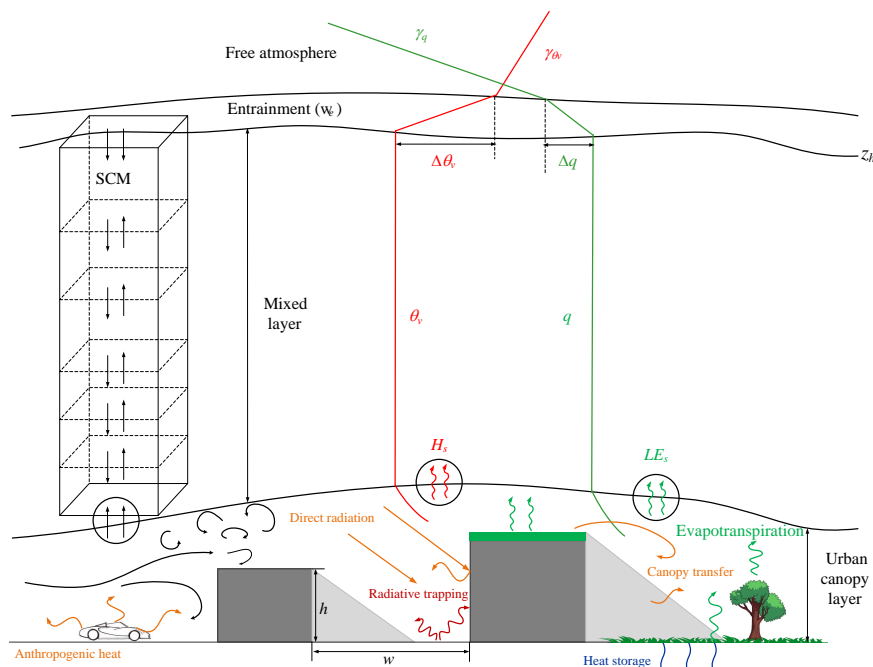 γq
γθv
Free atmosphere
Entrainment (we)
zh
SCM
Δθv
Δq
Mixed
layer
θv
q
Hs
LEs
Direct radiation
Evapotranspiration
Radiative trapping
Canopy transfer
Urban
canopy
layer
h
Anthropogenic heat
w
Heat storage